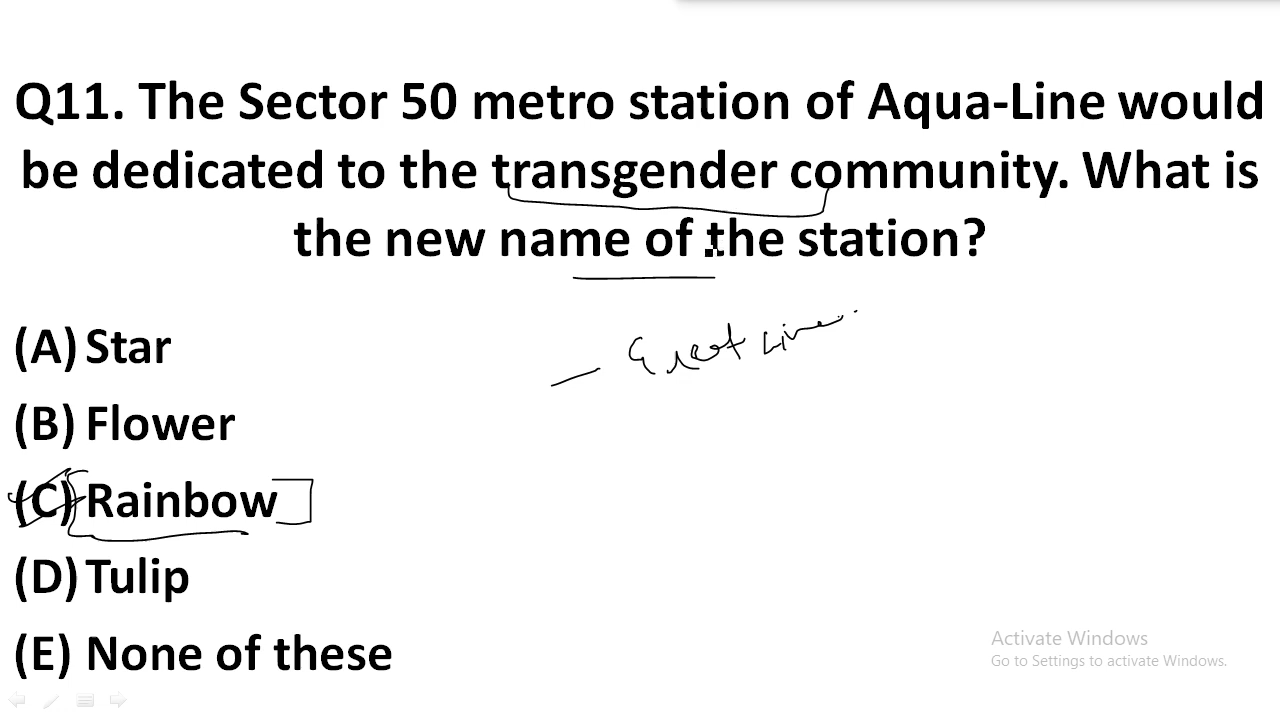 Q11. The Sector 50 metro station of Aqua-Line would
be dedicated to the transgender community. What is
the new name of the station?
(A) Star
Line
(B) Flower
(C) Rainbow
(D) Tulip
(E) None of these
Activate Windows
Go to Settings to activate Windows.